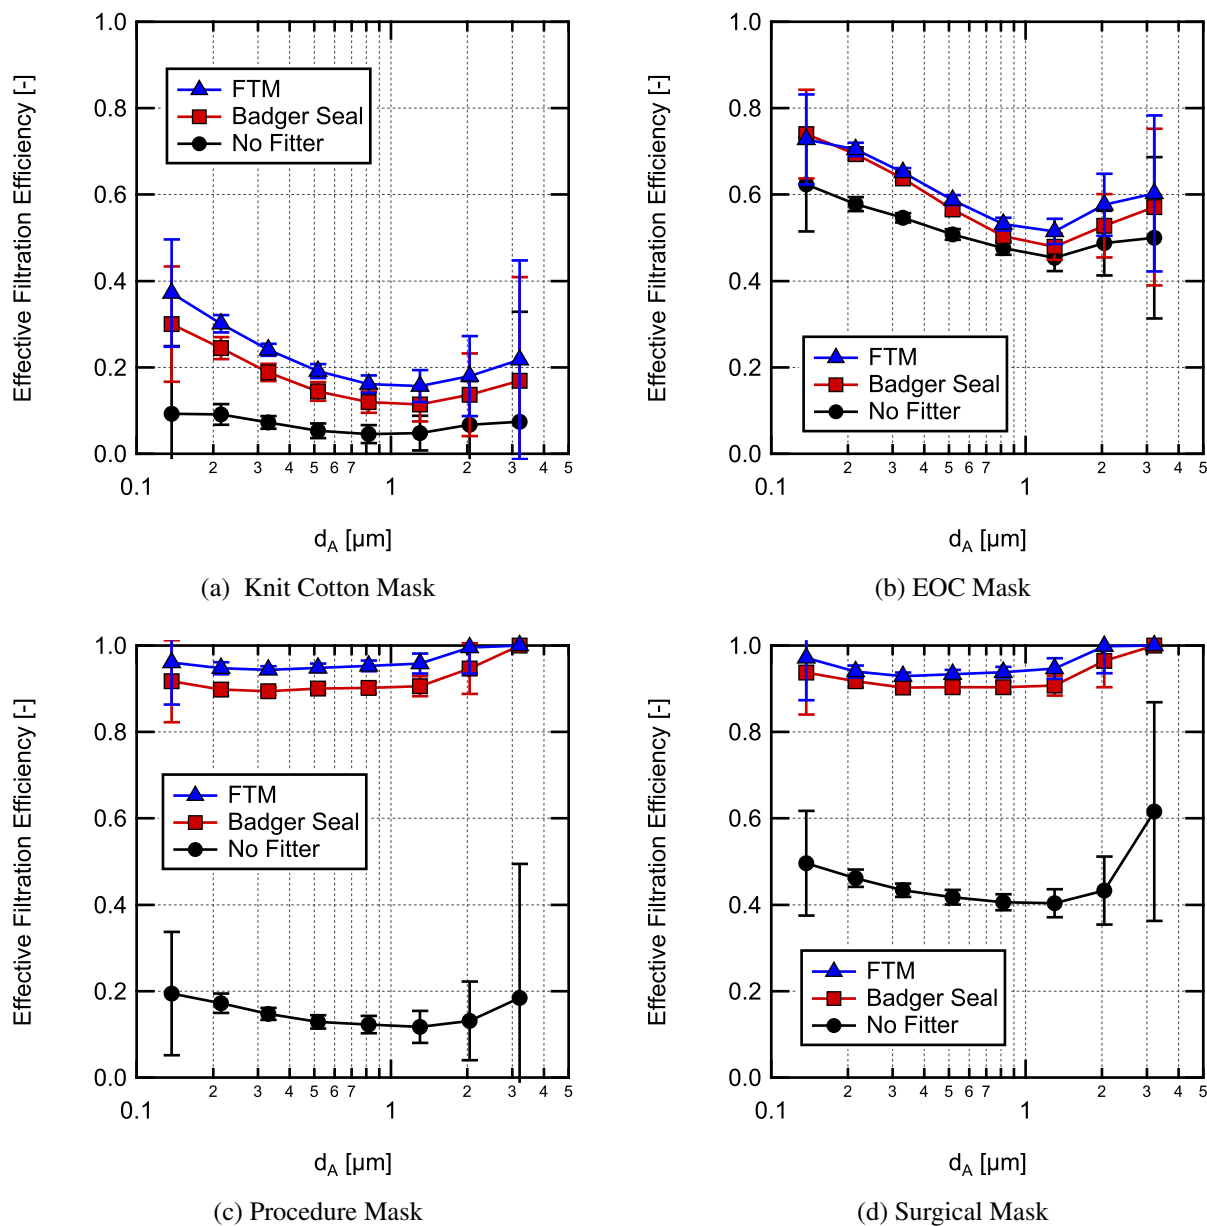 1.0
0.8
0.6
0.4
0.2
0.0
Effective Filtration Efficiency [-]
FTM
Badger Seal
No Fitter
2 3 4 5 6 7 2 3 4 5
0.1 1
d_A [µm]
(a) Knit Cotton Mask
1.0
0.8
0.6
0.4
0.2
0.0
Effective Filtration Efficiency [-]
FTM
Badger Seal
No Fitter
2 3 4 5 6 7 2 3 4 5
0.1 1
d_A [µm]
(b) EOC Mask
1.0
0.8
0.6
0.4
0.2
0.0
Effective Filtration Efficiency [-]
FTM
Badger Seal
No Fitter
2 3 4 5 6 7 2 3 4 5
0.1 1
d_A [µm]
(c) Procedure Mask
1.0
0.8
0.6
0.4
0.2
0.0
Effective Filtration Efficiency [-]
FTM
Badger Seal
No Fitter
2 3 4 5 6 7 2 3 4 5
0.1 1
d_A [µm]
(d) Surgical Mask